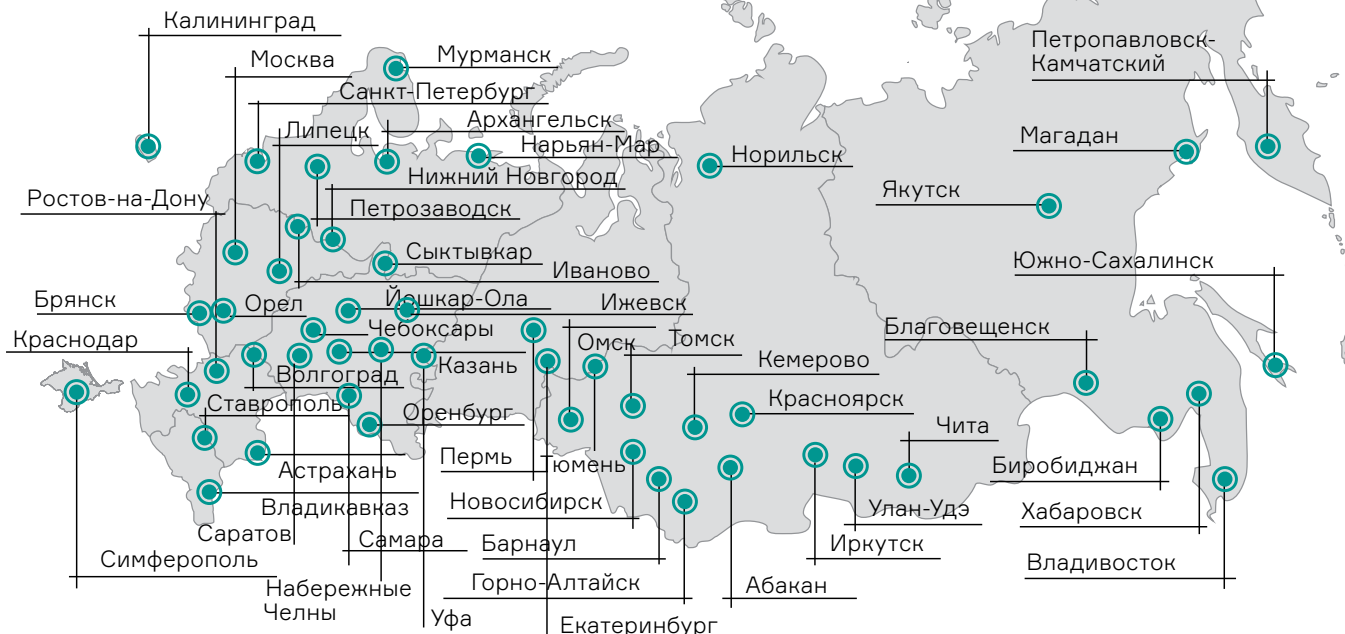 Калининград
Москва
Мурманск
Петропавловск-
Камчатский
Санкт-Петербург
Липецк
Архангельск
Нарьян-Мар
Магадан
Норильск
Нижний Новгород
Якутск
Ростов-на-Дону
Петрозаводск
Сыктывкар
Иваново
Южно-Сахалинск
Брянск
Орел
Йошкар-Ола
Ижевск
Благовещенск
Чебоксары
Краснодар
Омск
Томск
Казань
Кемерово
Волгоград
Ставрополь
Оренбург
Красноярск
Чита
Астрахань
Пермь
Тюмень
Биробиджан
Владикавказ
Новосибирск
Улан-Удэ
Хабаровск
Саратов
Самара
Барнаул
Иркутск
Симферополь
Владивосток
Набережные
Челны
Горно-Алтайск
Абакан
Уфа
Екатеринбург